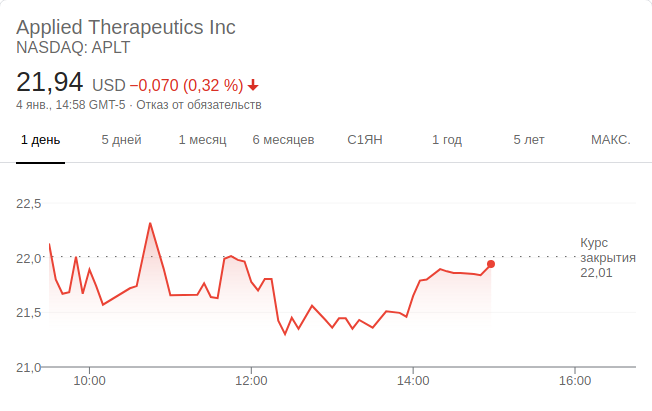 Applied Therapeutics Inc
NASDAQ: APLT
21,94 USD −0,070 (0,32 %)
4 янв., 14:58 GMT-5 · Отказ от обязательств
1 день 5 дней 1 месяц 6 месяцев С1ЯН 1 год 5 лет МАКС.
22,5
22,0
21,5
21,0
Курс
закрытия
22,01
10:00 12:00 14:00 16:00